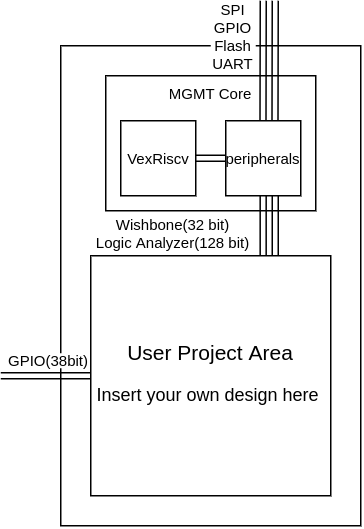 SPI
GPIO
Flash
UART
MGMT Core
VexRiscv
peripherals
Wishbone(32 bit)
Logic Analyzer(128 bit)
User Project Area
GPIO(38bit)
Insert your own design here